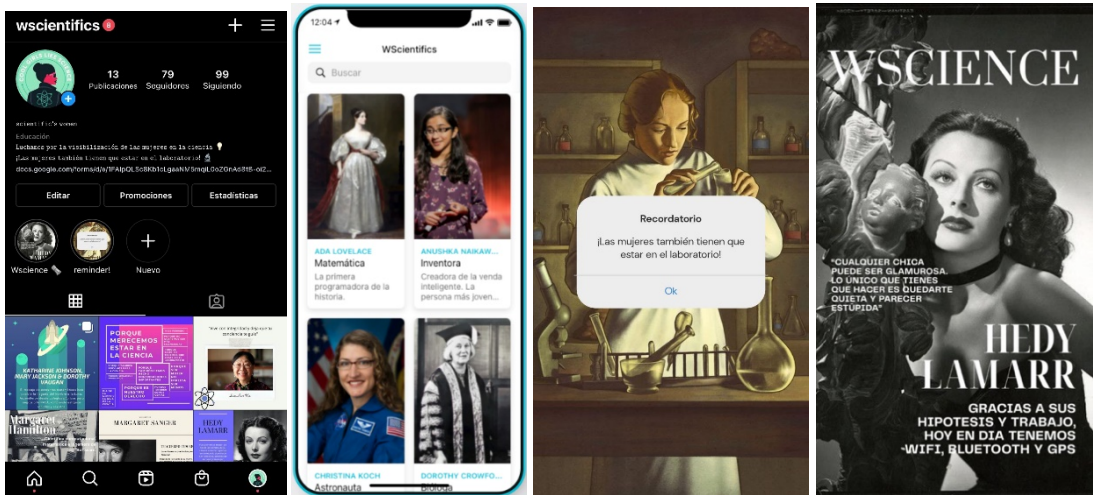 wscientifics
13
79
99
Publicaciones
Seguidores
Siguiendo
scientific's women
Educación
Luchamos por la visibilización de las mujeres en la ciencia
¡Las mujeres también tienen que estar en el laboratorio!
Editar
Promociones
Estadísticas
Wscience
reminder!
Nuevo
KATHARINE JOHNSON,
MARY JACKSON & DOROTHY
VAUGHAN
PORQUE
MERECEMOS
ESTAR EN
LA CIENCIA
Margaret
Hamilton
MARGARET SANGER
HEDY
LAMARR
12:04
WScientifics
Buscar
ADA LOVELACE
Matemática
La primera
programadora de la
historia.
ANUSHKA NAIKAW...
Inventora
Creadora de la venda
inteligente. La
persona más joven...
CHRISTINA KOCH
Astronauta
DOROTHY CROWFO...
Bióloga
Recordatorio
¡Las mujeres también tienen que
estar en el laboratorio!
Ok
WSCIENCE
"CUALQUIER CHICA
PUEDE SER GLAMUROSA.
LO ÚNICO QUE TIENES
QUE HACER ES QUEDARTE
QUIETA Y PARECER
ESTÚPIDA"
HEDY
LAMARR
GRACIAS A SUS
HIPOTESIS Y TRABAJO,
HOY EN DIA TENEMOS
WIFI, BLUETOOTH Y GPS